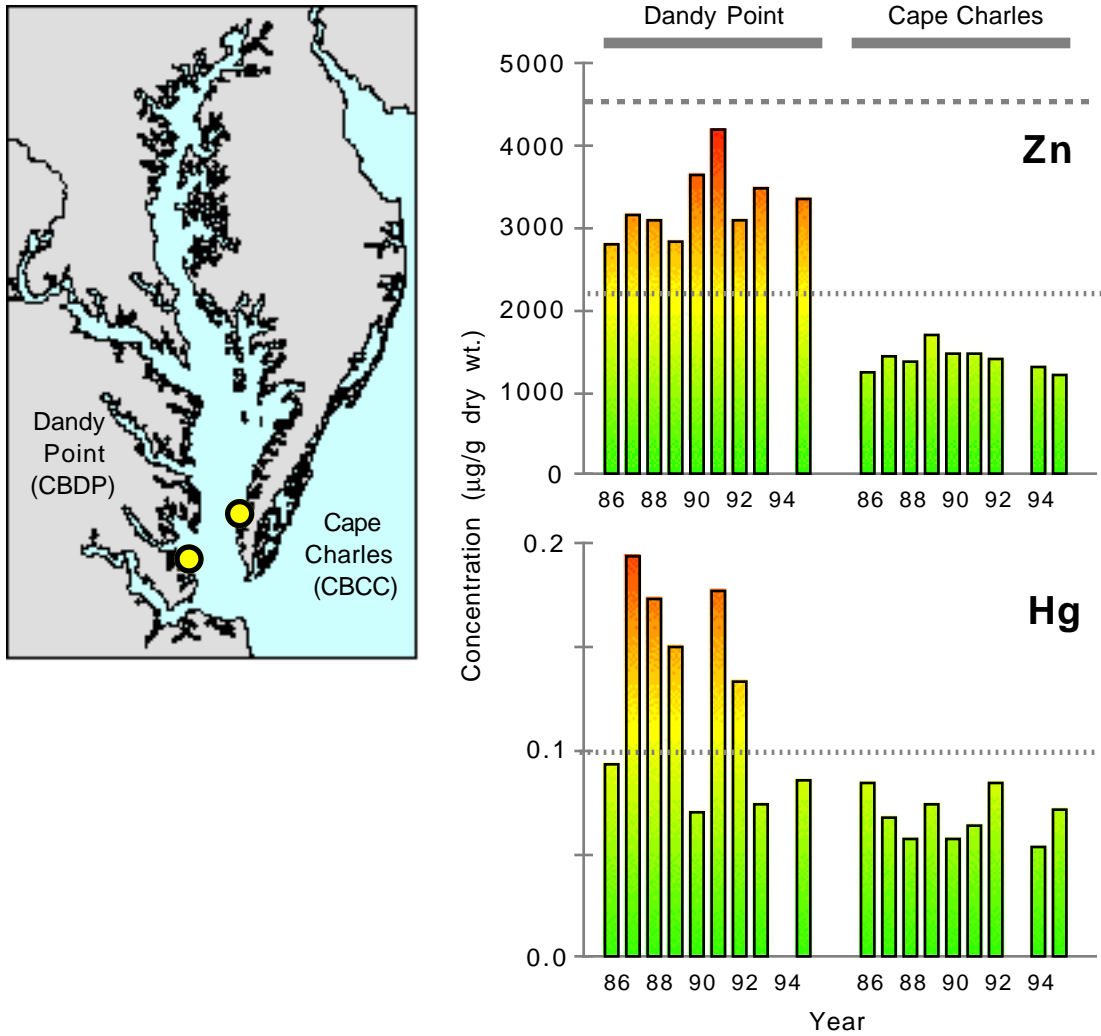 Dandy
Point
(CBDP)
Cape
Charles
(CBCC)
Dandy Point
Cape Charles
Concentration (µg/g dry wt.)
5000
4000
3000
2000
1000
0
Zn
86 88 90 92 94
86 88 90 92 94
0.2
0.1
0.0
Hg
86 88 90 92 94
86 88 90 92 94
Year